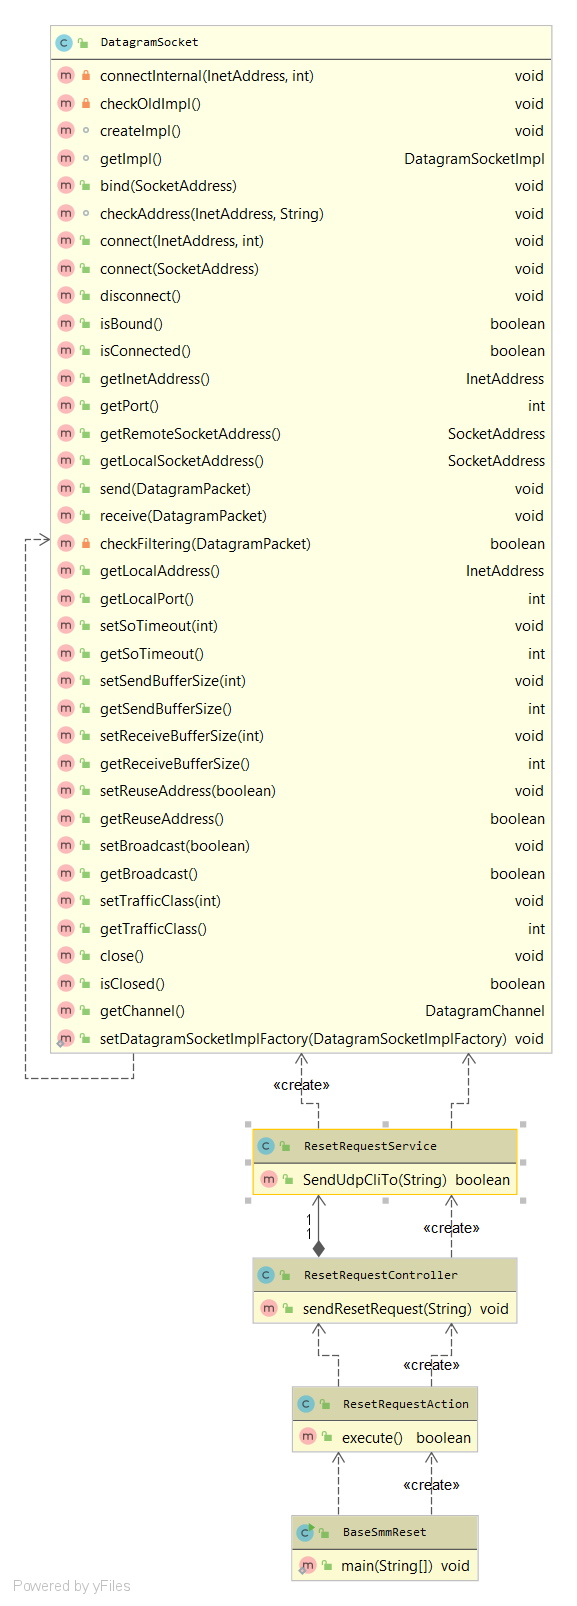 DatagramSocket
connectInternal(InetAddress, int) void
checkOldImpl() void
createImpl() void
getImpl() DatagramSocketImpl
bind(SocketAddress) void
checkAddress(InetAddress, String) void
connect(InetAddress, int) void
connect(SocketAddress) void
disconnect() void
isBound() boolean
isConnected() boolean
getInetAddress() InetAddress
getPort() int
getRemoteSocketAddress() SocketAddress
getLocalSocketAddress() SocketAddress
send(DatagramPacket) void
receive(DatagramPacket) void
checkFiltering(DatagramPacket) boolean
getLocalAddress() InetAddress
getLocalPort() int
setSoTimeout(int) void
getSoTimeout() int
setSendBufferSize(int) void
getSendBufferSize() int
setReceiveBufferSize(int) void
getReceiveBufferSize() int
setReuseAddress(boolean) void
getReuseAddress() boolean
setBroadcast(boolean) void
getBroadcast() boolean
setTrafficClass(int) void
getTrafficClass() int
close() void
isClosed() boolean
getChannel() DatagramChannel
setDatagramSocketImplFactory(DatagramSocketImplFactory) void
«create»
ResetRequestService
SendUdpCliTo(String) boolean
1
«create»
1
ResetRequestController
sendResetRequest(String) void
«create»
ResetRequestAction
execute() boolean
«create»
BaseSmmReset
main(String[]) void
Powered by yFiles